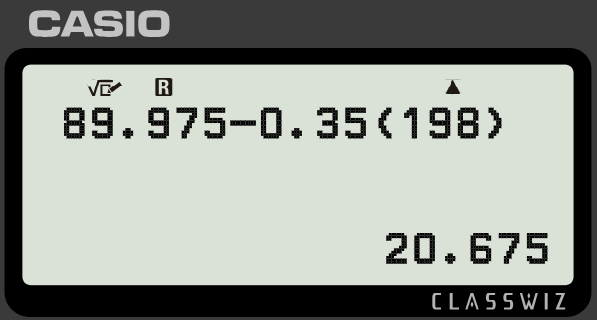 CASIO
√□ R ▲
89.975−0.35(198)
20.675
CLASSWIZ